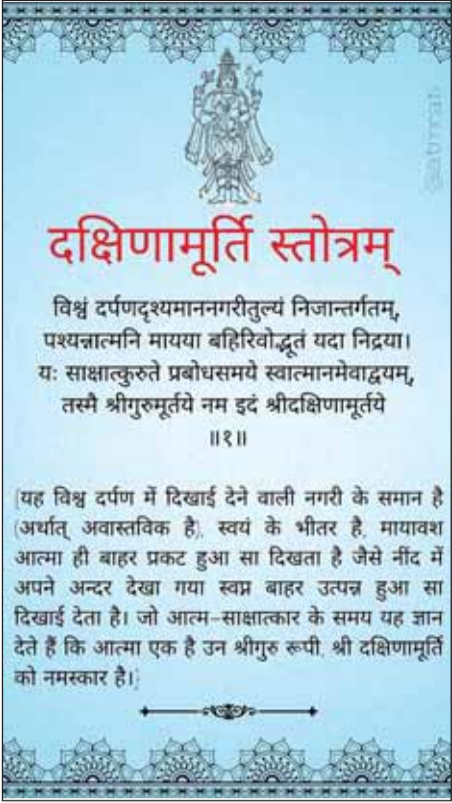 दक्षिणामूर्ति स्तोत्रम्
विश्वं दर्पणदृश्यमाननगरीतुल्यं निजान्तर्गतम्,
पश्यन्नात्मनि मायया बहिरिवोद्भूतं यदा निद्रया।
यः साक्षात्कुरुते प्रबोधसमये स्वात्मानमेवाद्वयम्,
तस्मै श्रीगुरुमूर्तये नम इदं श्रीदक्षिणामूर्तये
॥१॥
[यह विश्व दर्पण में दिखाई देने वाली नगरी के समान है
(अर्थात् अवास्तविक है), स्वयं के भीतर है, मायावश
आत्मा ही बाहर प्रकट हुआ सा दिखता है जैसे नींद में
अपने अन्दर देखा गया स्वप्न बाहर उत्पन्न हुआ सा
दिखाई देता है। जो आत्म-साक्षात्कार के समय यह ज्ञान
देते हैं कि आत्मा एक है उन श्रीगुरु रूपी, श्री दक्षिणामूर्ति
को नमस्कार है।]